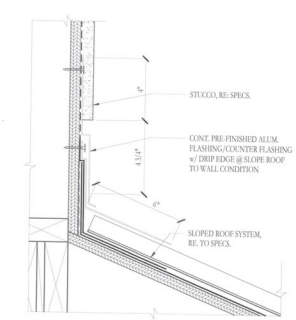 STUCCO, RE: SPECS.
4"
CONT. PRE-FINISHED ALUM.
FLASHING/COUNTER FLASHING
w/ DRIP EDGE @ SLOPE ROOF
TO WALL CONDITION
4 3/4"
6"
SLOPED ROOF SYSTEM,
RE. TO SPECS.